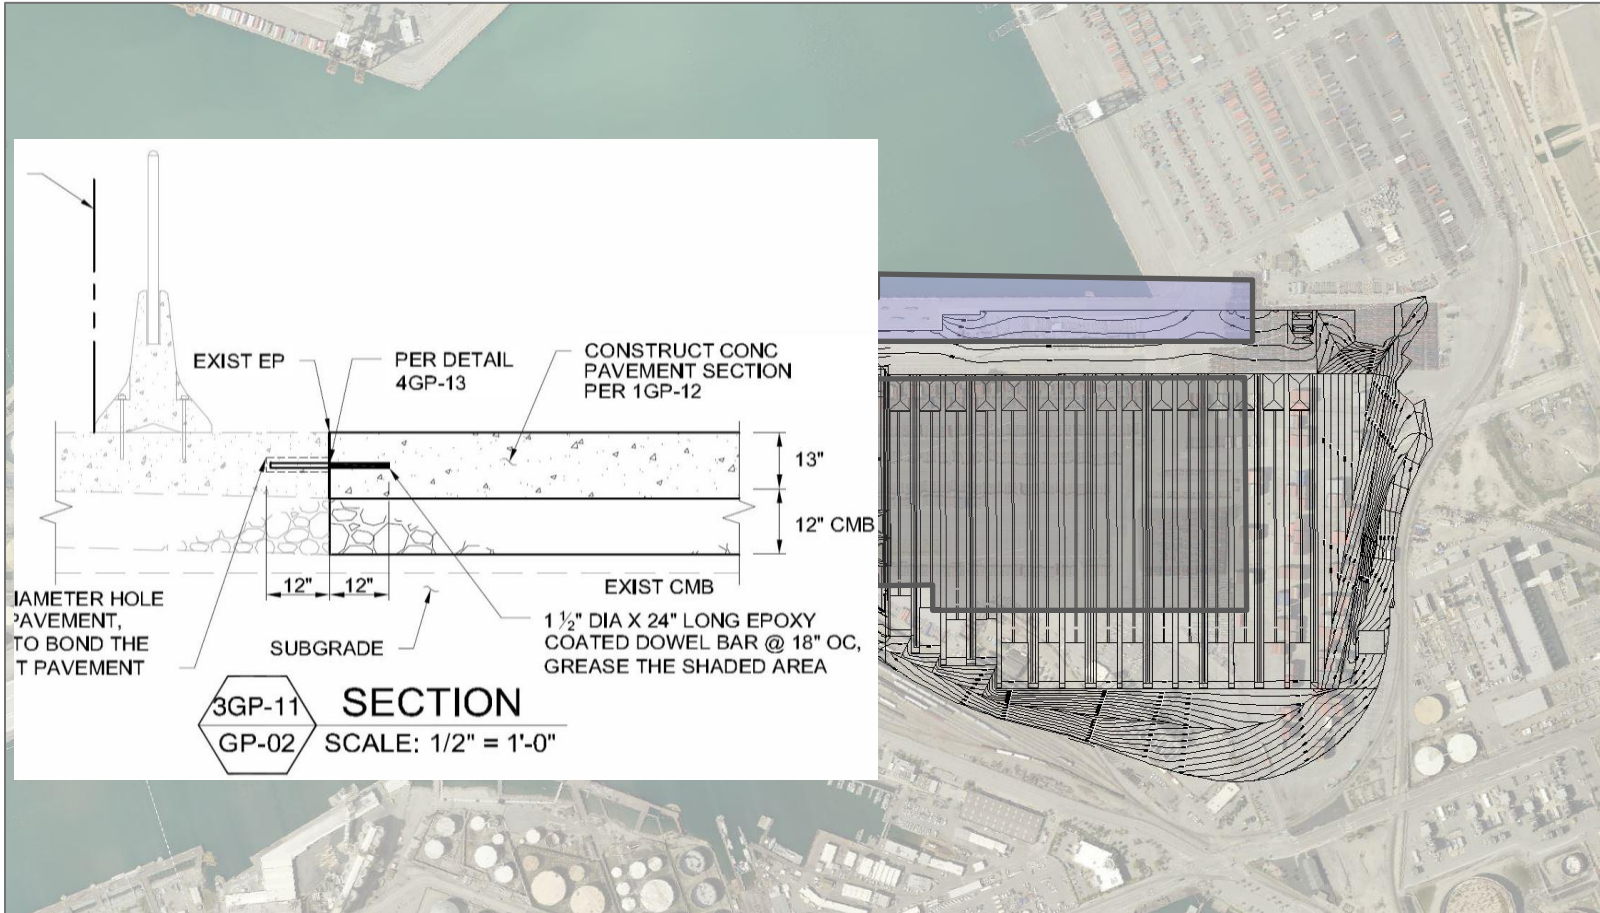 EXIST EP
PER DETAIL
4GP-13
CONSTRUCT CONC
PAVEMENT SECTION
PER 1GP-12
13"
12" CMB
12"
12"
EXIST CMB
IAMETER HOLE
PAVEMENT,
TO BOND THE
T PAVEMENT
SUBGRADE
1 ½" DIA X 24" LONG EPOXY
COATED DOWEL BAR @ 18" OC,
GREASE THE SHADED AREA
3GP-11
GP-02
SECTION
SCALE: 1/2" = 1'-0"